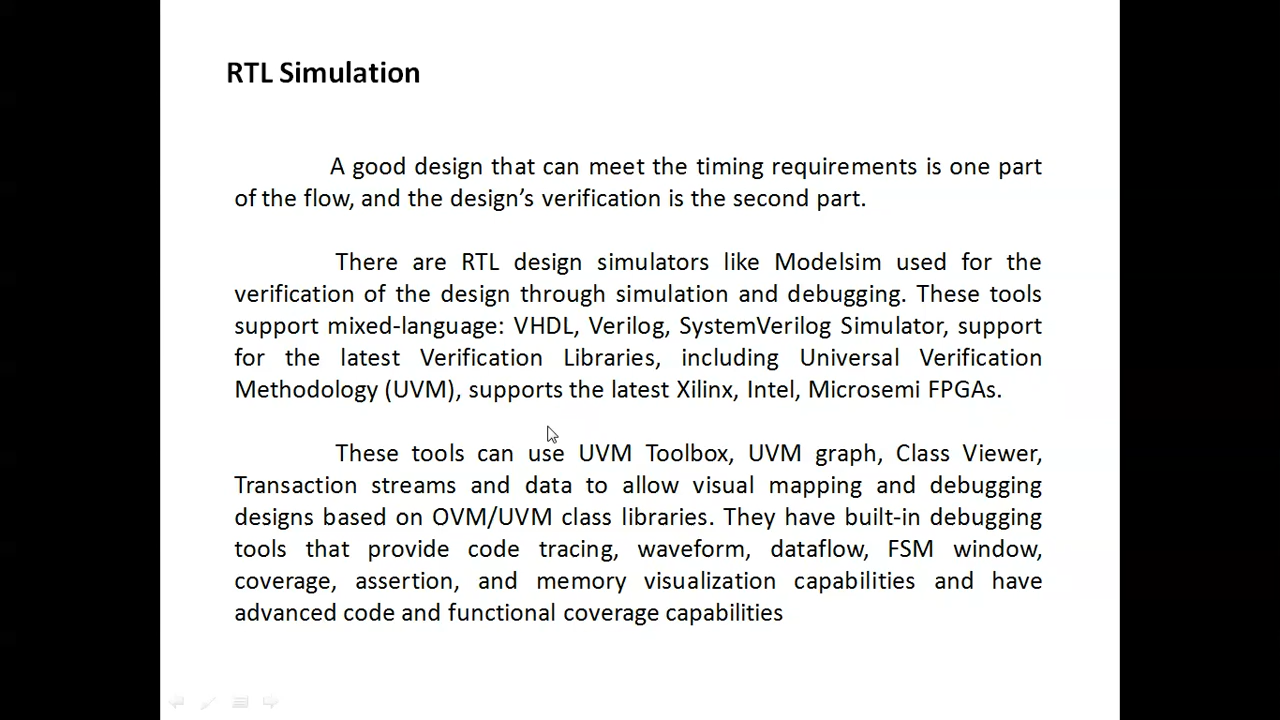 RTL Simulation
A good design that can meet the timing requirements is one part
of the flow, and the design’s verification is the second part.
There are RTL design simulators like Modelsim used for the
verification of the design through simulation and debugging. These tools
support mixed-language: VHDL, Verilog, SystemVerilog Simulator, support
for the latest Verification Libraries, including Universal Verification
Methodology (UVM), supports the latest Xilinx, Intel, Microsemi FPGAs.
These tools can use UVM Toolbox, UVM graph, Class Viewer,
Transaction streams and data to allow visual mapping and debugging
designs based on OVM/UVM class libraries. They have built-in debugging
tools that provide code tracing, waveform, dataflow, FSM window,
coverage, assertion, and memory visualization capabilities and have
advanced code and functional coverage capabilities